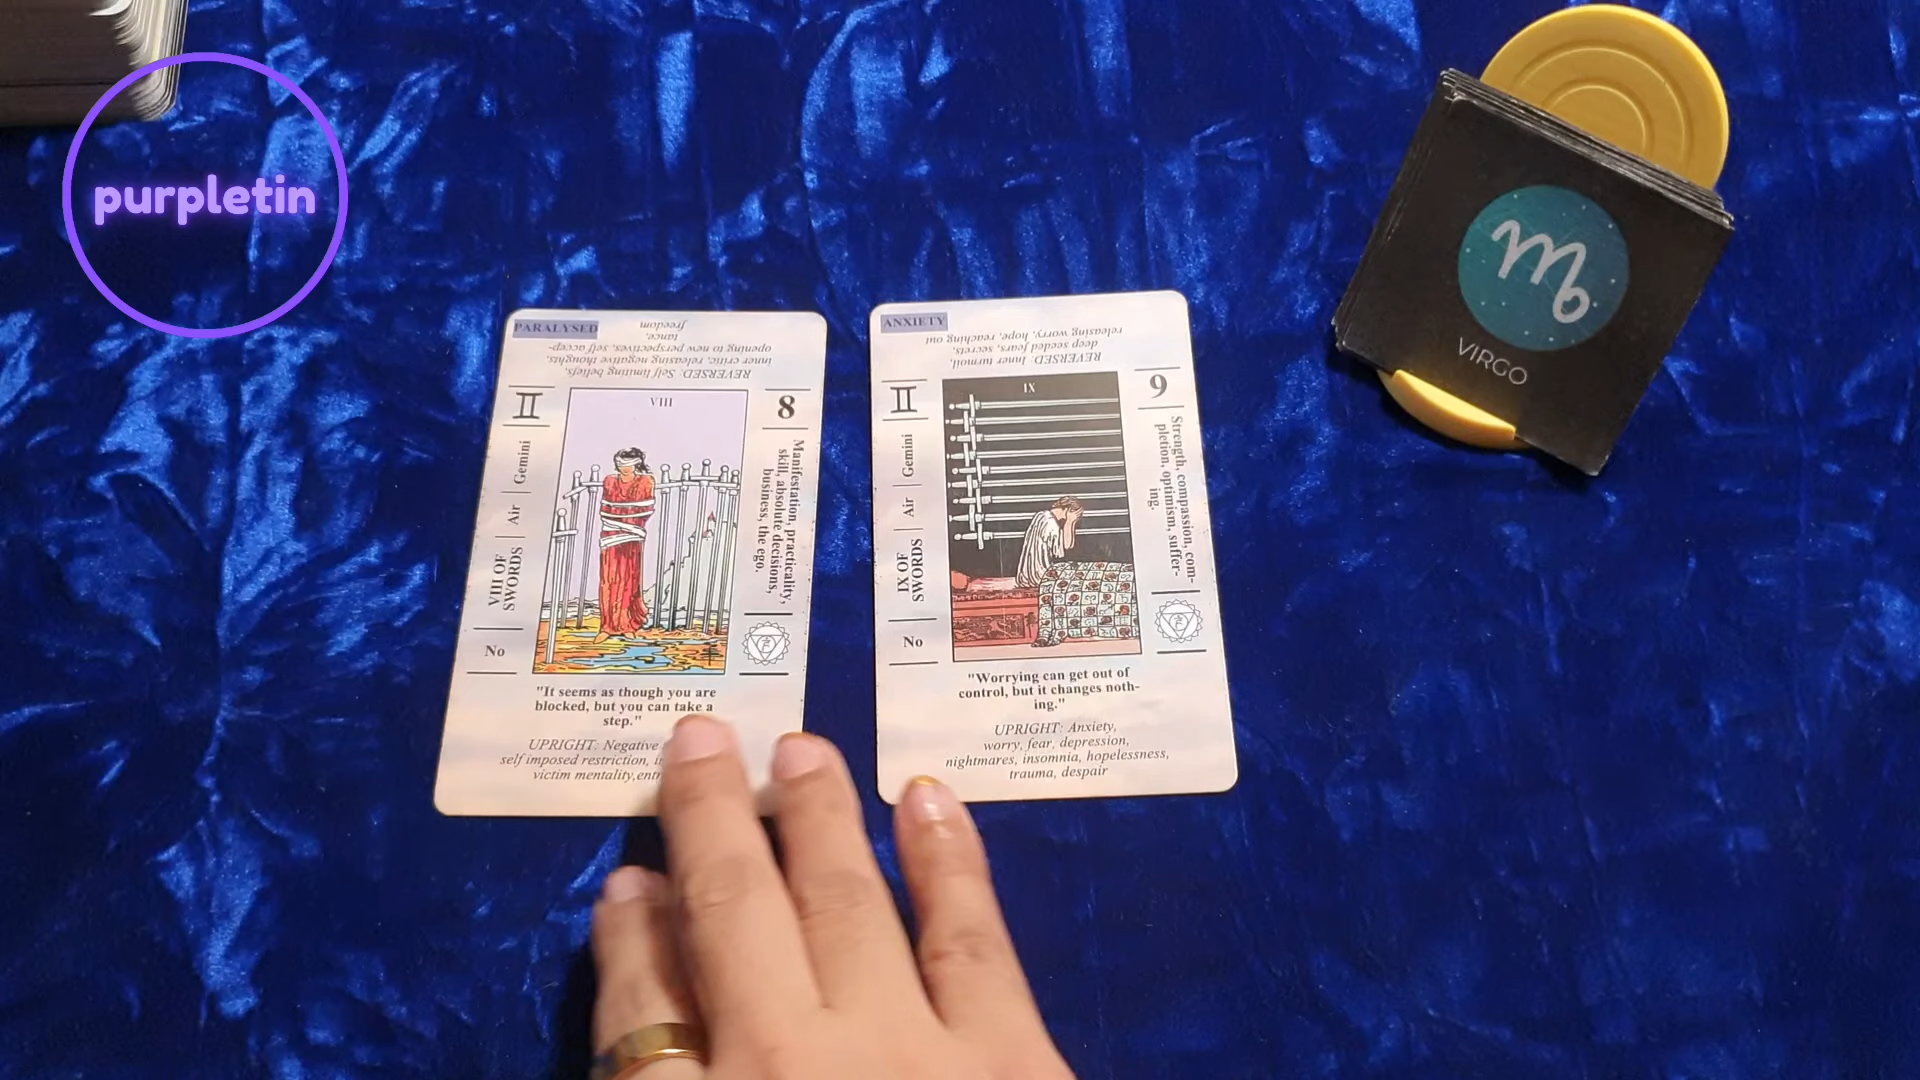 purpletin
PARALYSED
REVERSED: Self limiting beliefs,
inner critic, releasing negative thoughts,
opening to new perspectives, self accep-
tance,
freedom
II
Gemini
Air
VIII OF
SWORDS
No
VIII
8
Manifestation, practicality,
skill, absolute decisions,
business, the ego.
"It seems as though you are
blocked, but you can take a
step."
UPRIGHT: Negative
self imposed restriction,
victim mentality,
ANXIETY
REVERSED: Inner turmoil,
deep seeded fears, secrets,
releasing worry, hope, reaching out
II
Gemini
Air
IX OF
SWORDS
No
IX
9
Strength, compassion, com-
pletion, optimism, suffer-
ing.
"Worrying can get out of
control, but it changes noth-
ing."
UPRIGHT: Anxiety,
worry, fear, depression,
nightmares, insomnia, hopelessness,
trauma, despair
VIRGO